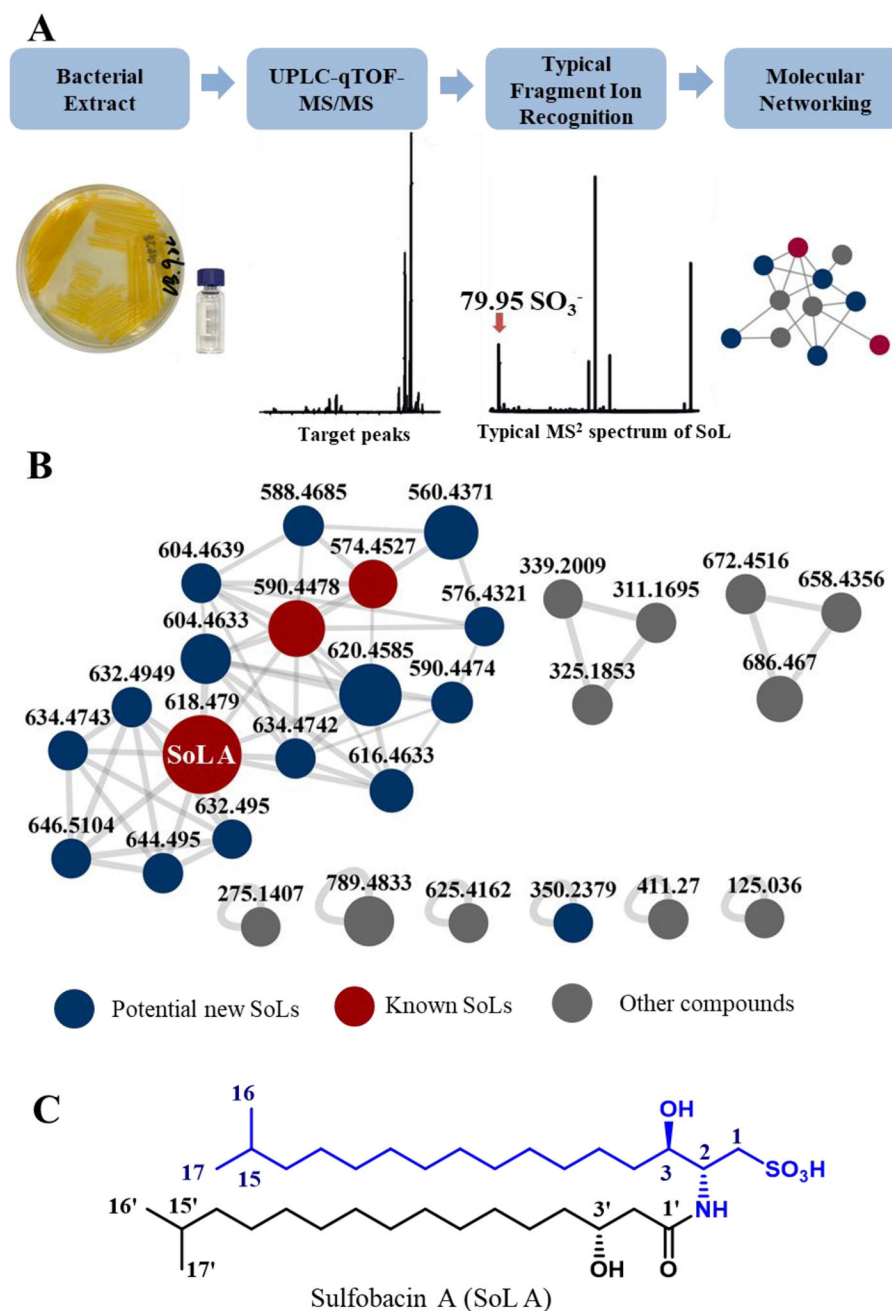 A
Bacterial
Extract
UPLC-qTOF-
MS/MS
Typical
Fragment Ion
Recognition
Molecular
Networking
79.95 SO₃⁻
Target peaks
Typical MS² spectrum of SoL
B
588.4685
560.4371
604.4639
574.4527
590.4478
576.4321
604.4633
620.4585
590.4474
632.4949
634.4743
618.479
SoL A
634.4742
616.4633
646.5104
644.495
632.495
339.2009
311.1695
325.1853
672.4516
658.4356
686.467
275.1407
789.4833
625.4162
350.2379
411.27
125.036
Potential new SoLs
Known SoLs
Other compounds
C
16
17
15
OH
3
2
1
SO₃H
NH
16'
15'
17'
3'
1'
OH
O
Sulfobacin A (SoL A)